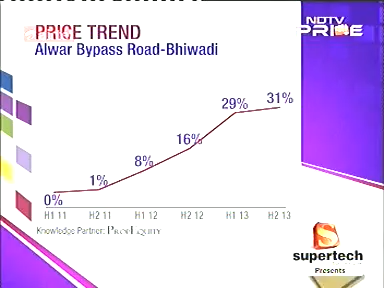 PRICE TREND
Alwar Bypass Road-Bhiwadi
NDTV
PRIME
0%
1%
8%
16%
29%
31%
H1 11
H2 11
H1 12
H2 12
H1 13
H2 13
Knowledge Partner: PROPEQUITY
S
supertech
Presents